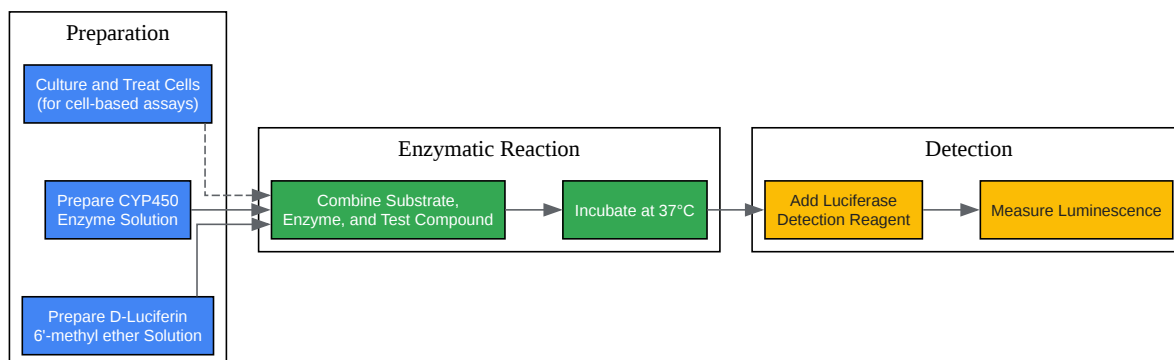 Preparation
Culture and Treat Cells
(for cell-based assays)
Prepare CYP450
Enzyme Solution
Prepare D-Luciferin
6'-methyl ether Solution
Enzymatic Reaction
Combine Substrate,
Enzyme, and Test Compound
Incubate at 37°C
Detection
Add Luciferase
Detection Reagent
Measure Luminescence